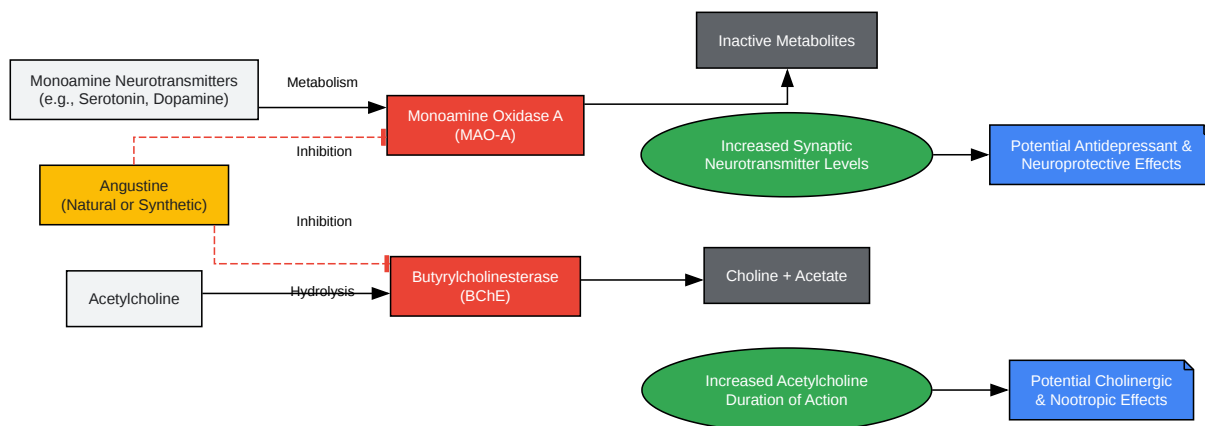 Inactive Metabolites
Monoamine Neurotransmitters
(e.g., Serotonin, Dopamine)
Metabolism
Monoamine Oxidase A
(MAO-A)
Inhibition
Increased Synaptic
Neurotransmitter Levels
Potential Antidepressant &
Neuroprotective Effects
Angustine
(Natural or Synthetic)
Inhibition
Acetylcholine
Hydrolysis
Butyrylcholinesterase
(BChE)
Choline + Acetate
Increased Acetylcholine
Duration of Action
Potential Cholinergic
& Nootropic Effects